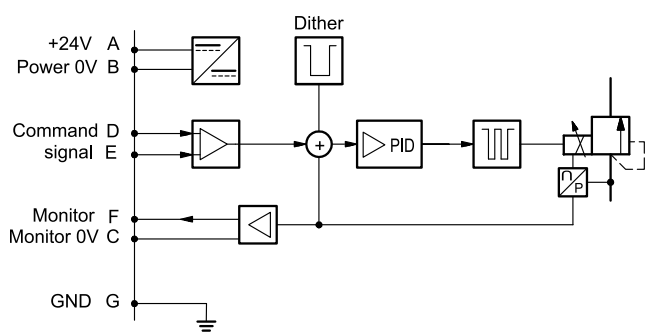 Dither
+24V A
Power 0V B
Command D
signal E
+
PID
Monitor F
Monitor 0V C
P
GND G